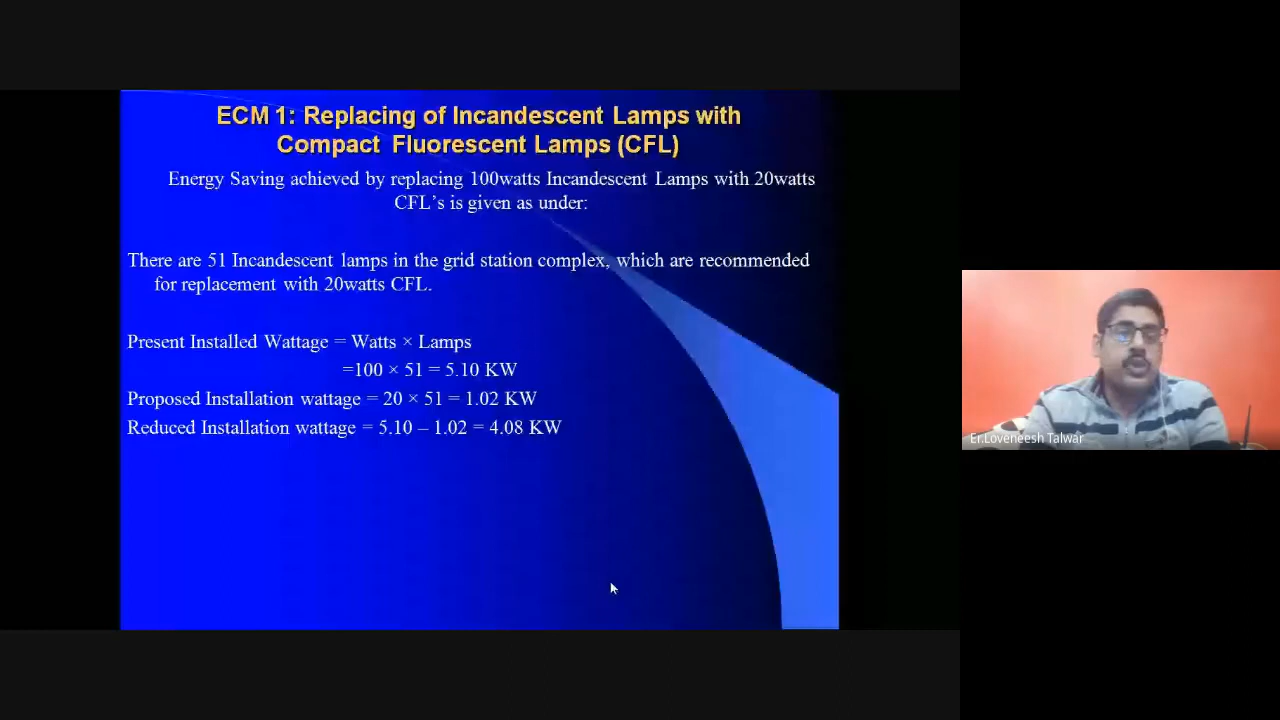 ECM 1: Replacing of Incandescent Lamps with
Compact Fluorescent Lamps (CFL)
Energy Saving achieved by replacing 100watts Incandescent Lamps with 20watts
CFL’s is given as under:
There are 51 Incandescent lamps in the grid station complex, which are recommended
for replacement with 20watts CFL.
Present Installed Wattage = Watts × Lamps
=100 × 51 = 5.10 KW
Proposed Installation wattage = 20 × 51 = 1.02 KW
Reduced Installation wattage = 5.10 – 1.02 = 4.08 KW
Er.Loveneesh Talwar